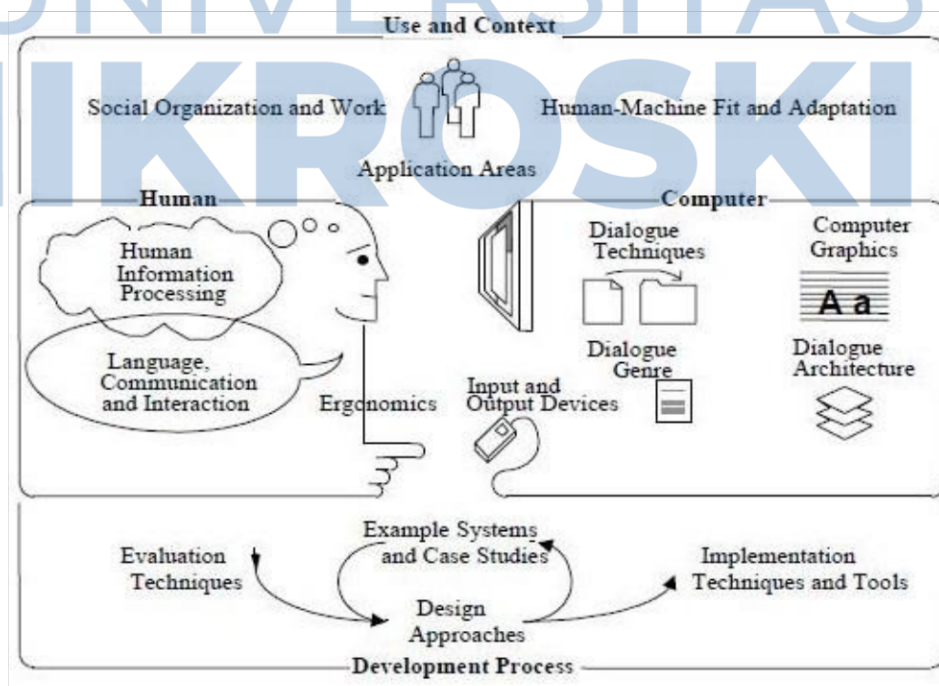 UNIVERSITAS
MIKROSKIL
Use and Context
Social Organization and Work
Human-Machine Fit and Adaptation
Application Areas
Human
Computer
Human
Information
Processing
Language,
Communication
and Interaction
Ergonomics
Dialogue
Techniques
Computer
Graphics
A a
Dialogue
Genre
Dialogue
Architecture
Input and
Output Devices
Example Systems
and Case Studies
Evaluation
Techniques
Implementation
Techniques and Tools
Design
Approaches
Development Process